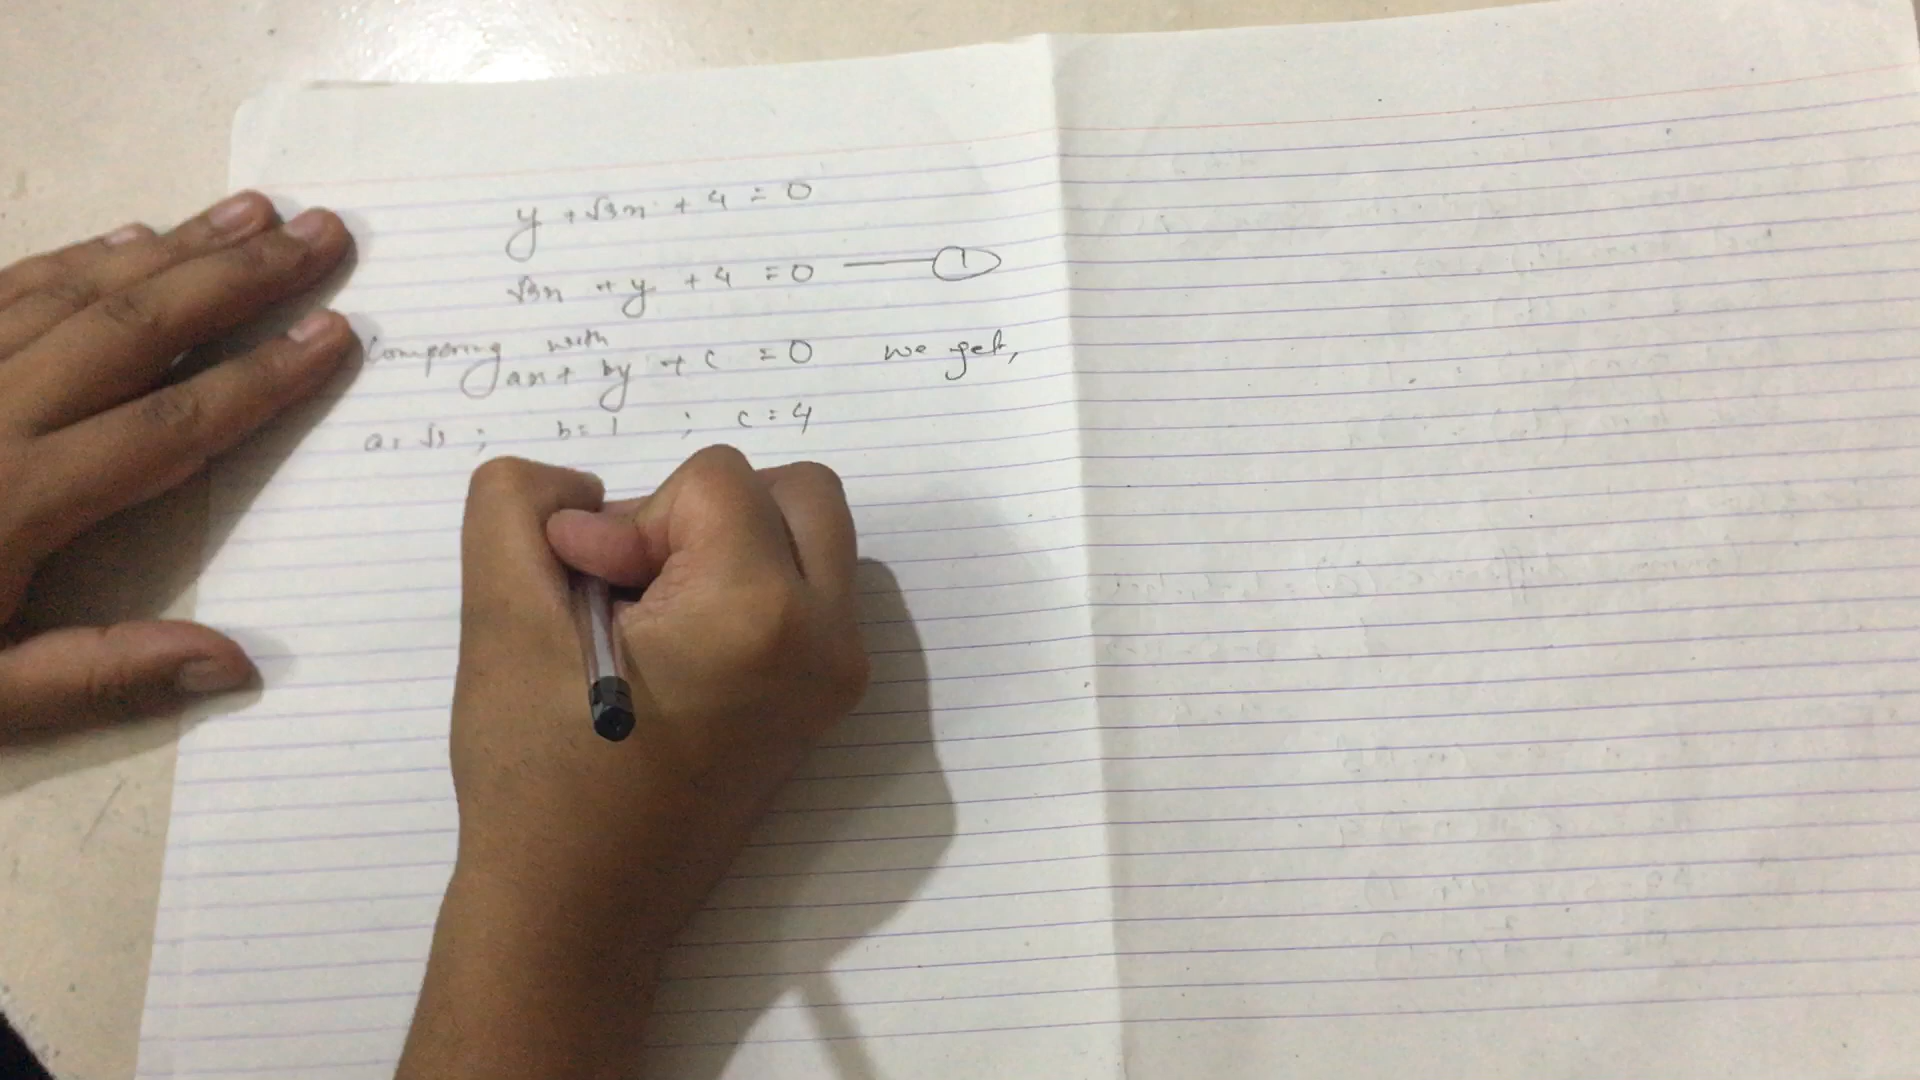 y + √3x + 4 = 0
√3x + y + 4 = 0 —— ①
Comparing with
ax + by + c = 0 we get,
a = √3 ; b = 1 ; c = 4